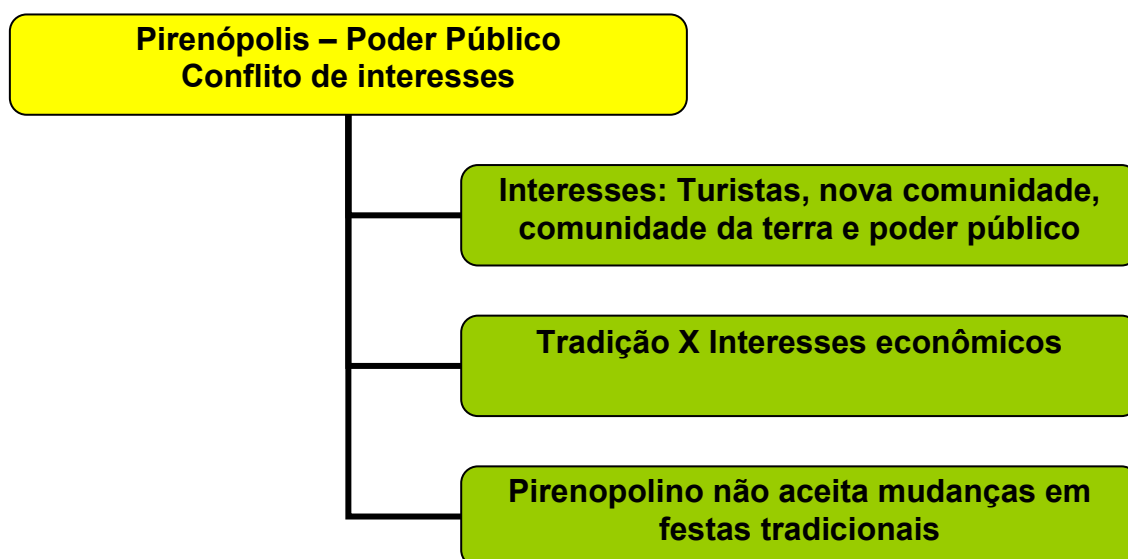 Pirenópolis – Poder Público
Conflito de interesses
Interesses: Turistas, nova comunidade,
comunidade da terra e poder público
Tradição X Interesses econômicos
Pirenopolino não aceita mudanças em
festas tradicionais